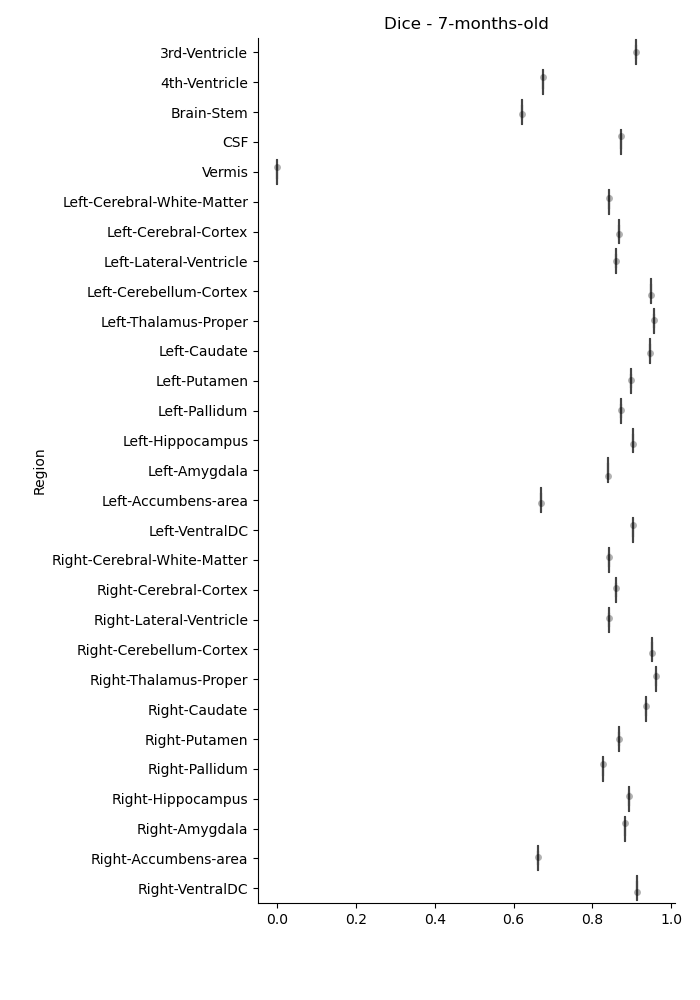 Dice - 7-months-old
3rd-Ventricle
4th-Ventricle
Brain-Stem
CSF
Vermis
Left-Cerebral-White-Matter
Left-Cerebral-Cortex
Left-Lateral-Ventricle
Left-Cerebellum-Cortex
Left-Thalamus-Proper
Left-Caudate
Left-Putamen
Left-Pallidum
Left-Hippocampus
Left-Amygdala
Left-Accumbens-area
Left-VentralDC
Right-Cerebral-White-Matter
Right-Cerebral-Cortex
Right-Lateral-Ventricle
Right-Cerebellum-Cortex
Right-Thalamus-Proper
Right-Caudate
Right-Putamen
Right-Pallidum
Right-Hippocampus
Right-Amygdala
Right-Accumbens-area
Right-VentralDC
Region
0.0 0.2 0.4 0.6 0.8 1.0